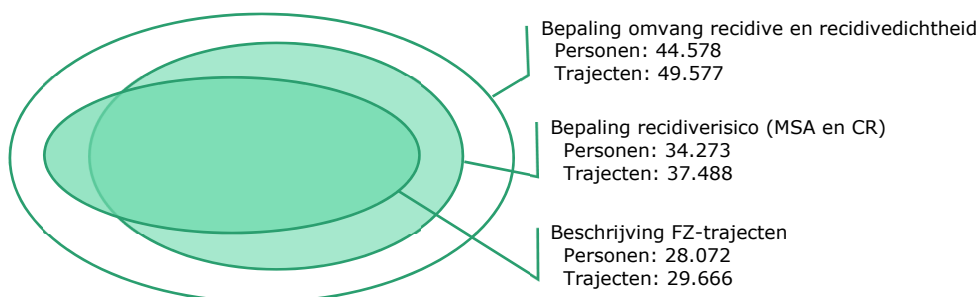 Bepaling omvang recidive en recidivedichtheid
Personen: 44.578
Trajecten: 49.577
Bepaling recidiverisico (MSA en CR)
Personen: 34.273
Trajecten: 37.488
Beschrijving FZ-trajecten
Personen: 28.072
Trajecten: 29.666